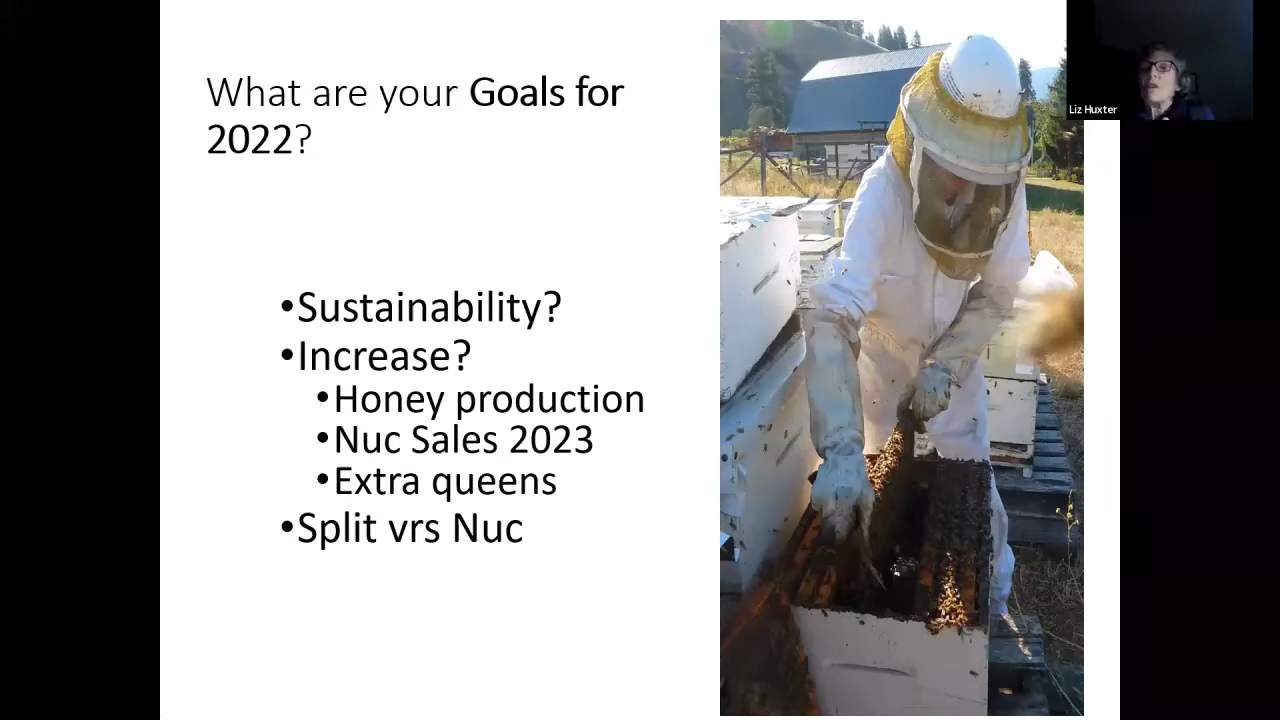 What are your Goals for
2022?
Liz Huxter
•Sustainability?
•Increase?
•Honey production
•Nuc Sales 2023
•Extra queens
•Split vrs Nuc